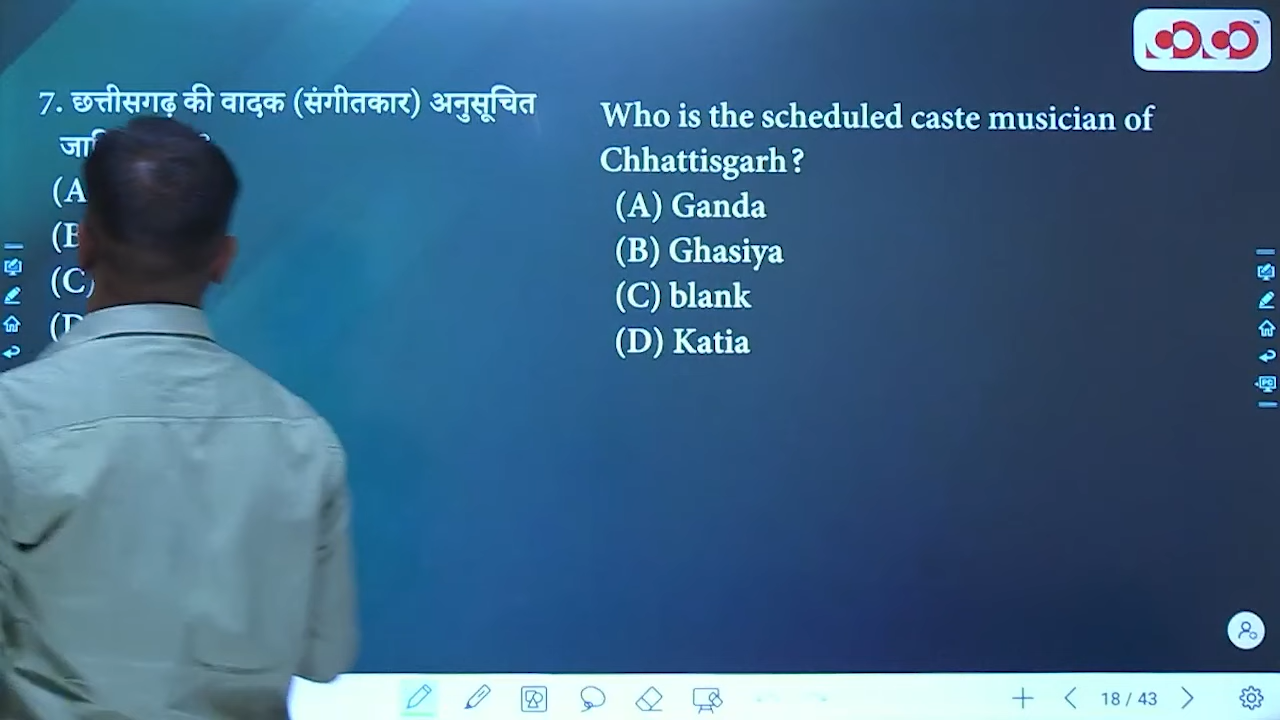 7. छत्तीसगढ़ की वादक (संगीतकार) अनुसूचित
(A
(C)
Who is the scheduled caste musician of
Chhattisgarh?
(A) Ganda
(B) Ghasiya
(C) blank
(D) Katia
18 / 43